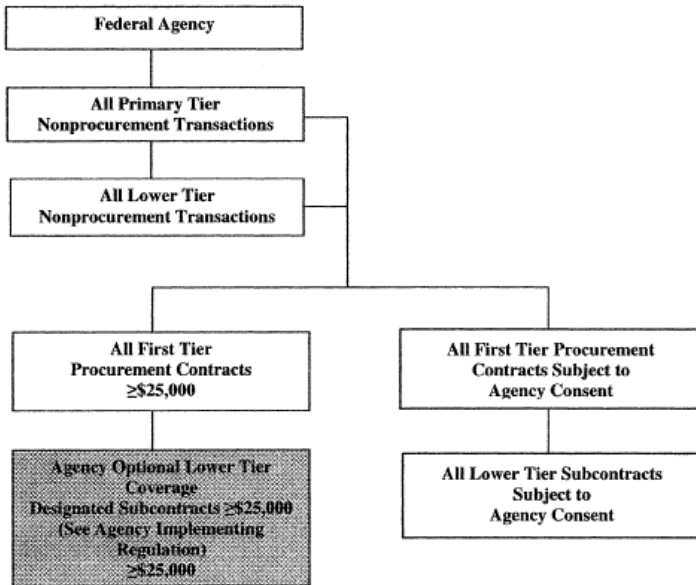 Federal Agency
All Primary Tier
Nonprocurement Transactions
All Lower Tier
Nonprocurement Transactions
All First Tier
Procurement Contracts
≥$25,000
All First Tier Procurement
Contracts Subject to
Agency Consent
Agency Optional Lower Tier
Coverage
Designated Subcontracts ≥$25,000
(See Agency Implementing
Regulation)
≥$25,000
All Lower Tier Subcontracts
Subject to
Agency Consent